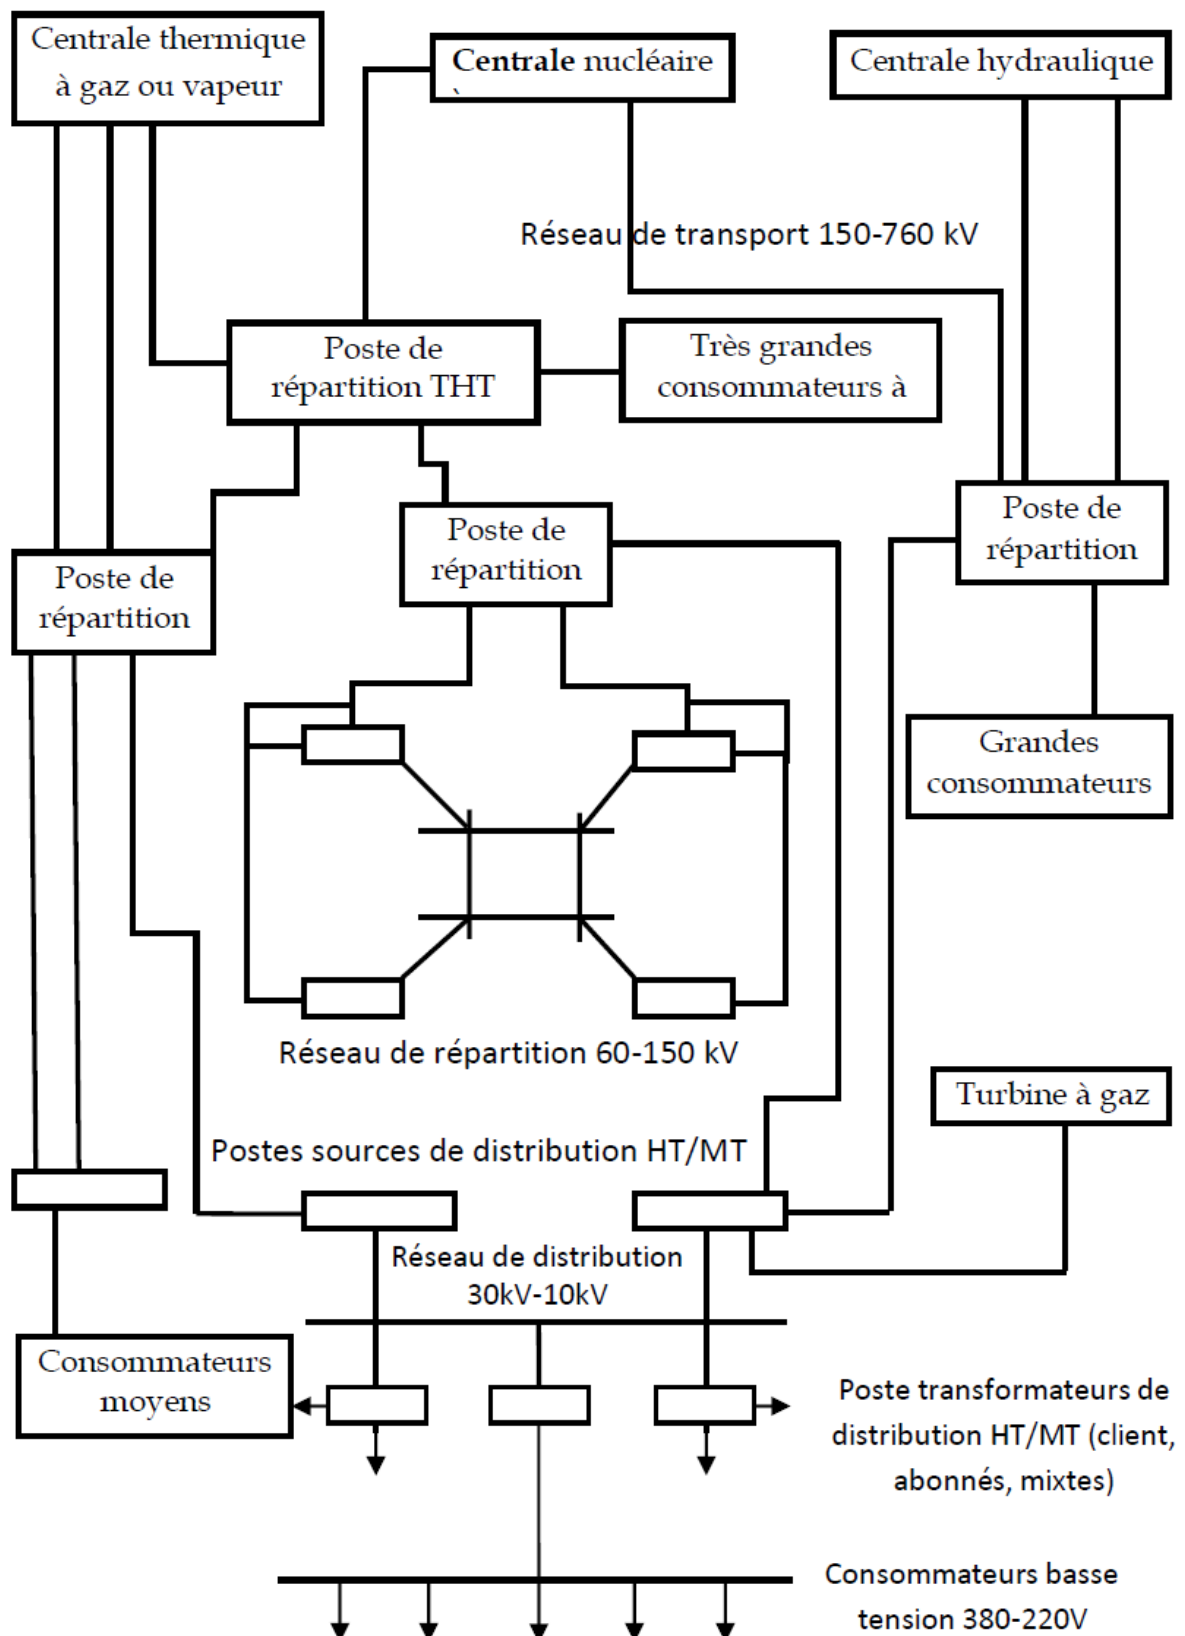 Centrale thermique
à gaz ou vapeur
Centrale nucléaire
Centrale hydraulique
Réseau de transport 150-760 kV
Poste de
répartition THT
Très grandes
consommateurs à
Poste de
répartition
Poste de
répartition
Poste de
répartition
Grandes
consommateurs
Réseau de répartition 60-150 kV
Turbine à gaz
Postes sources de distribution HT/MT
Réseau de distribution
30kV-10kV
Consommateurs
moyens
Poste transformateurs de
distribution HT/MT (client,
abonnés, mixtes)
Consommateurs basse
tension 380-220V